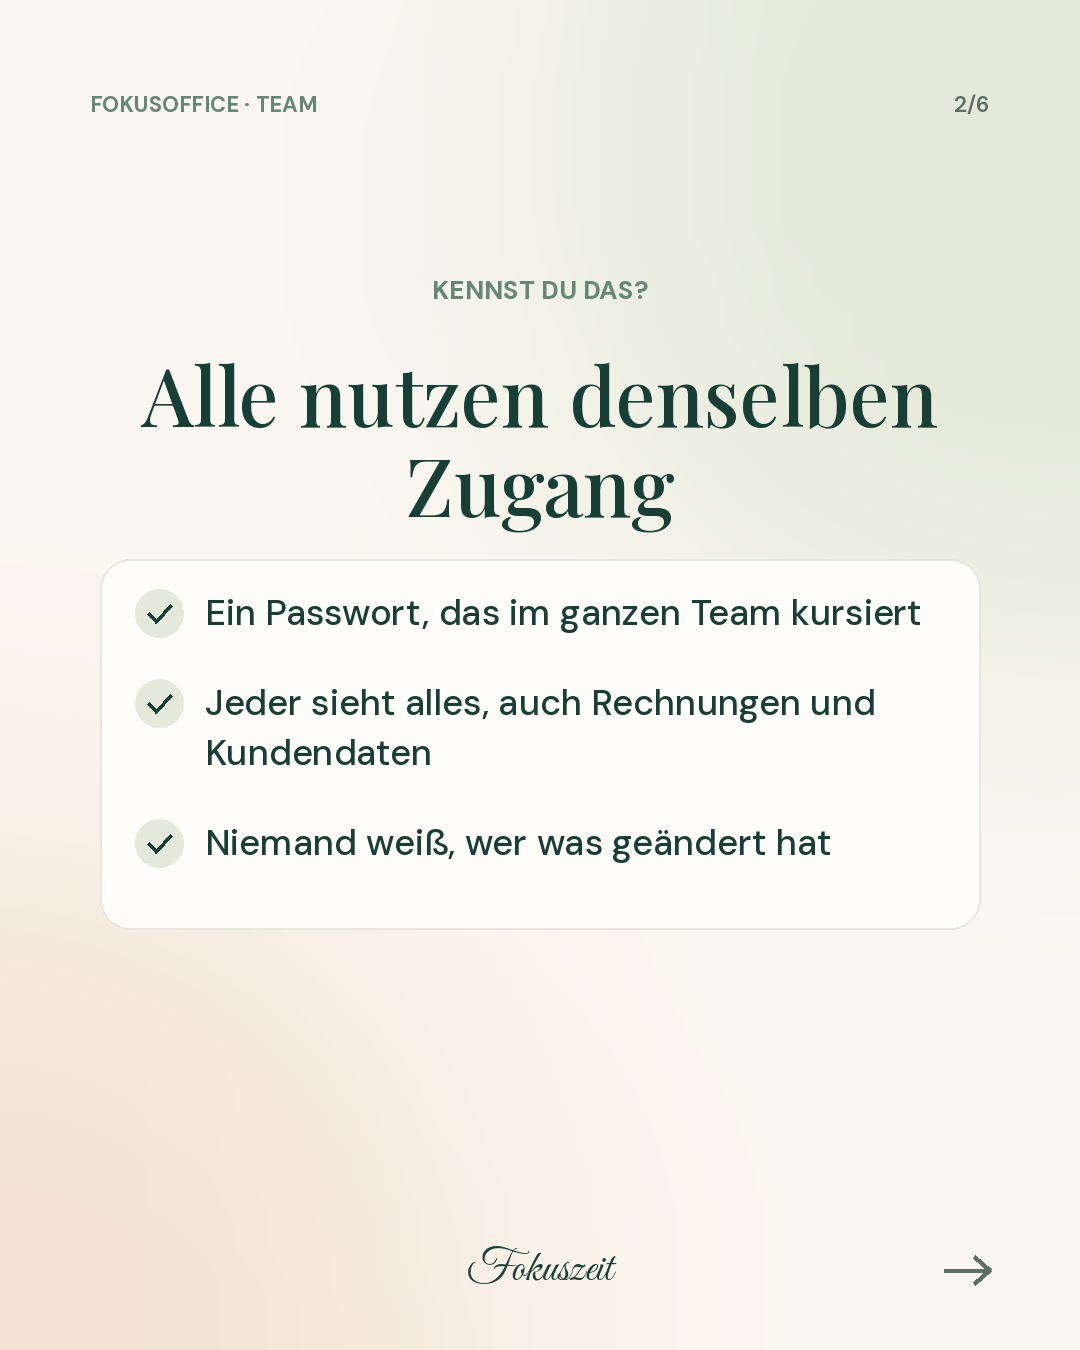 FOKUSOFFICE · TEAM
2/6
KENNST DU DAS?
Alle nutzen denselben
Zugang
Ein Passwort, das im ganzen Team kursiert
Jeder sieht alles, auch Rechnungen und
Kundendaten
Niemand weiß, wer was geändert hat
Fokuszeit